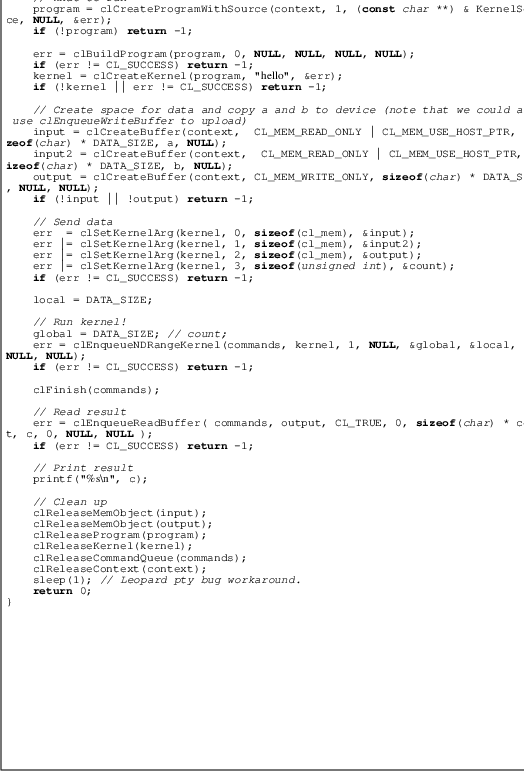 program = clCreateProgramWithSource(context, 1, (const char **) & KernelS
ce, NULL, &err);
if (!program) return -1;
err = clBuildProgram(program, 0, NULL, NULL, NULL, NULL);
if (err != CL_SUCCESS) return -1;
kernel = clCreateKernel(program, "hello", &err);
if (!kernel || err != CL_SUCCESS) return -1;
// Create space for data and copy a and b to device (note that we could a
use clEnqueueWriteBuffer to upload)
input = clCreateBuffer(context,  CL_MEM_READ_ONLY | CL_MEM_USE_HOST_PTR,
zeof(char) * DATA_SIZE, a, NULL);
input2 = clCreateBuffer(context,  CL_MEM_READ_ONLY | CL_MEM_USE_HOST_PTR,
izeof(char) * DATA_SIZE, b, NULL);
output = clCreateBuffer(context, CL_MEM_WRITE_ONLY, sizeof(char) * DATA_S
, NULL, NULL);
if (!input || !output) return -1;
// Send data
err  = clSetKernelArg(kernel, 0, sizeof(cl_mem), &input);
err |= clSetKernelArg(kernel, 1, sizeof(cl_mem), &input2);
err |= clSetKernelArg(kernel, 2, sizeof(cl_mem), &output);
err |= clSetKernelArg(kernel, 3, sizeof(unsigned int), &count);
if (err != CL_SUCCESS) return -1;
local = DATA_SIZE;
// Run kernel!
global = DATA_SIZE; // count;
err = clEnqueueNDRangeKernel(commands, kernel, 1, NULL, &global, &local,
NULL, NULL);
if (err != CL_SUCCESS) return -1;
clFinish(commands);
// Read result
err = clEnqueueReadBuffer( commands, output, CL_TRUE, 0, sizeof(char) * c
t, c, 0, NULL, NULL );
if (err != CL_SUCCESS) return -1;
// Print result
printf("%s\n", c);
// Clean up
clReleaseMemObject(input);
clReleaseMemObject(output);
clReleaseProgram(program);
clReleaseKernel(kernel);
clReleaseCommandQueue(commands);
clReleaseContext(context);
sleep(1); // Leopard pty bug workaround.
return 0;
}